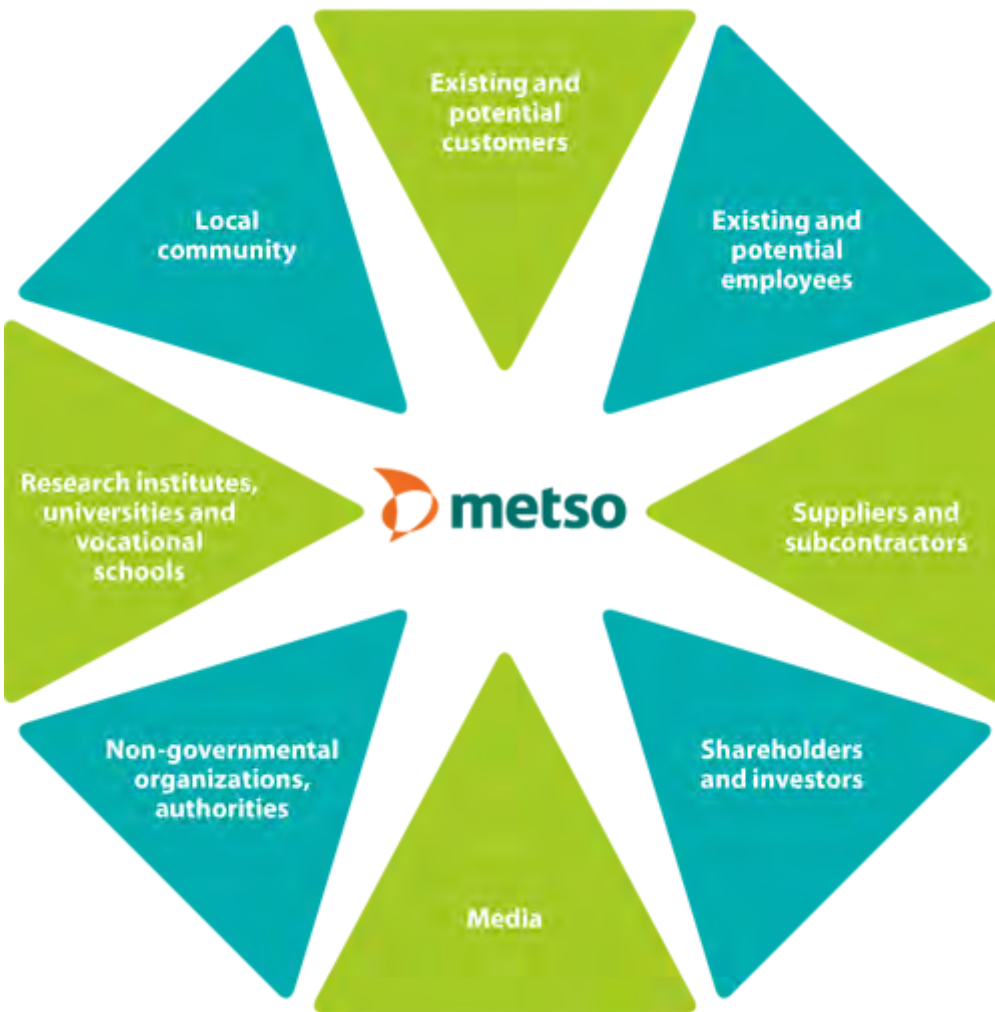 Existing and
potential
customers
Existing and
potential
employees
Suppliers and
subcontractors
Shareholders
and investors
Media
Non-governmental
organizations,
authorities
Research institutes,
universities and
vocational
schools
Local
community
metso